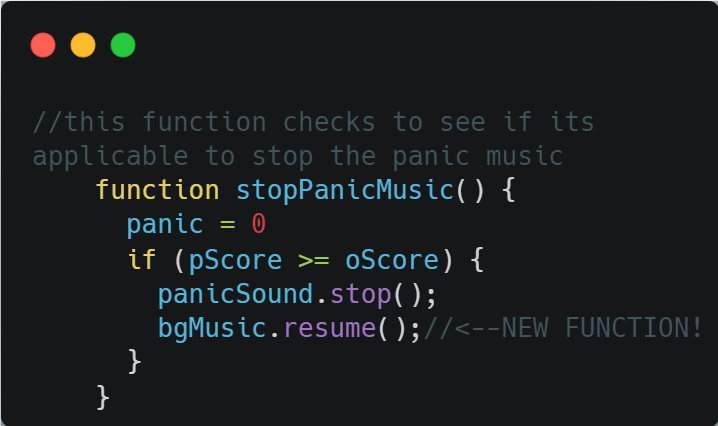 //this function checks to see if its
applicable to stop the panic music
    function stopPanicMusic() {
      panic = 0
      if (pScore >= oScore) {
        panicSound.stop();
        bgMusic.resume();//<--NEW FUNCTION!
      }
    }